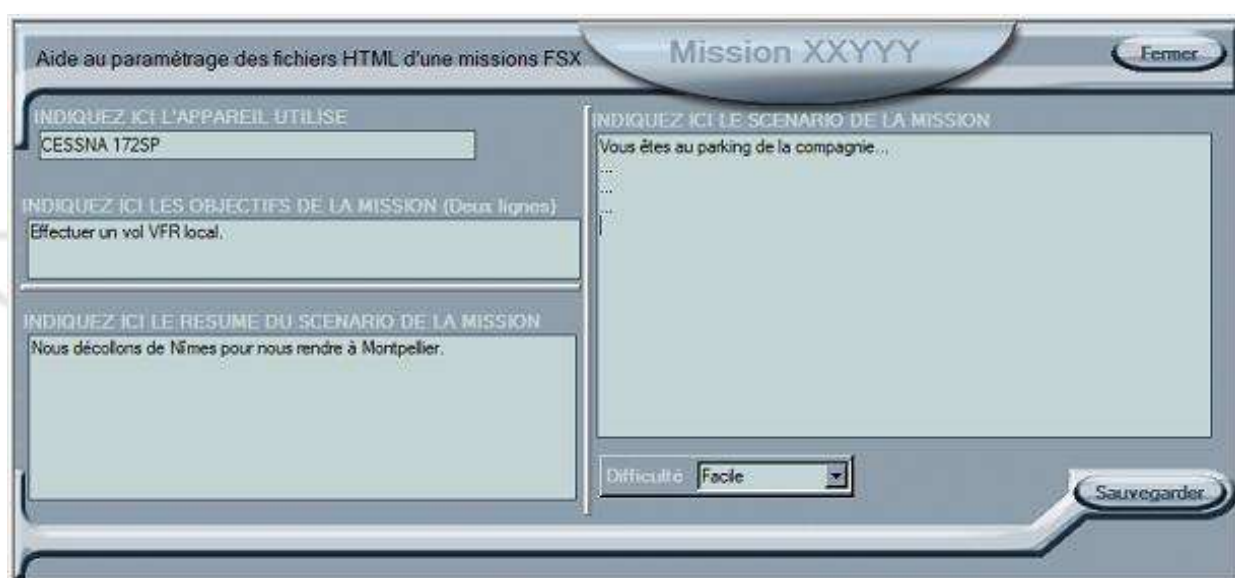 Aide au paramétrage des fichiers HTML d'une missions FSX
Mission XXYYY
Fermer
INDIQUEZ ICI L'APPAREIL UTILISE
CESSNA 172SP
INDIQUEZ ICI LES OBJECTIFS DE LA MISSION (Deux lignes)
Effectuer un vol VFR local.
INDIQUEZ ICI LE RESUME DU SCENARIO DE LA MISSION
Nous décollons de Nîmes pour nous rendre à Montpellier.
INDIQUEZ ICI LE SCENARIO DE LA MISSION
Vous êtes au parking de la compagnie...
...
...
...
Difficulté Facile
Sauvegarder